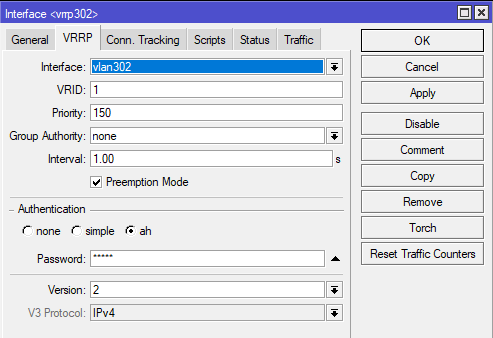 Interface <vrrp302>
General VRRP Conn. Tracking Scripts Status Traffic
Interface: vlan302
VRID: 1
Priority: 150
Group Authority: none
Interval: 1.00 s
Preemption Mode
Authentication
none simple ah
Password: *****
Version: 2
V3 Protocol: IPv4
OK
Cancel
Apply
Disable
Comment
Copy
Remove
Torch
Reset Traffic Counters